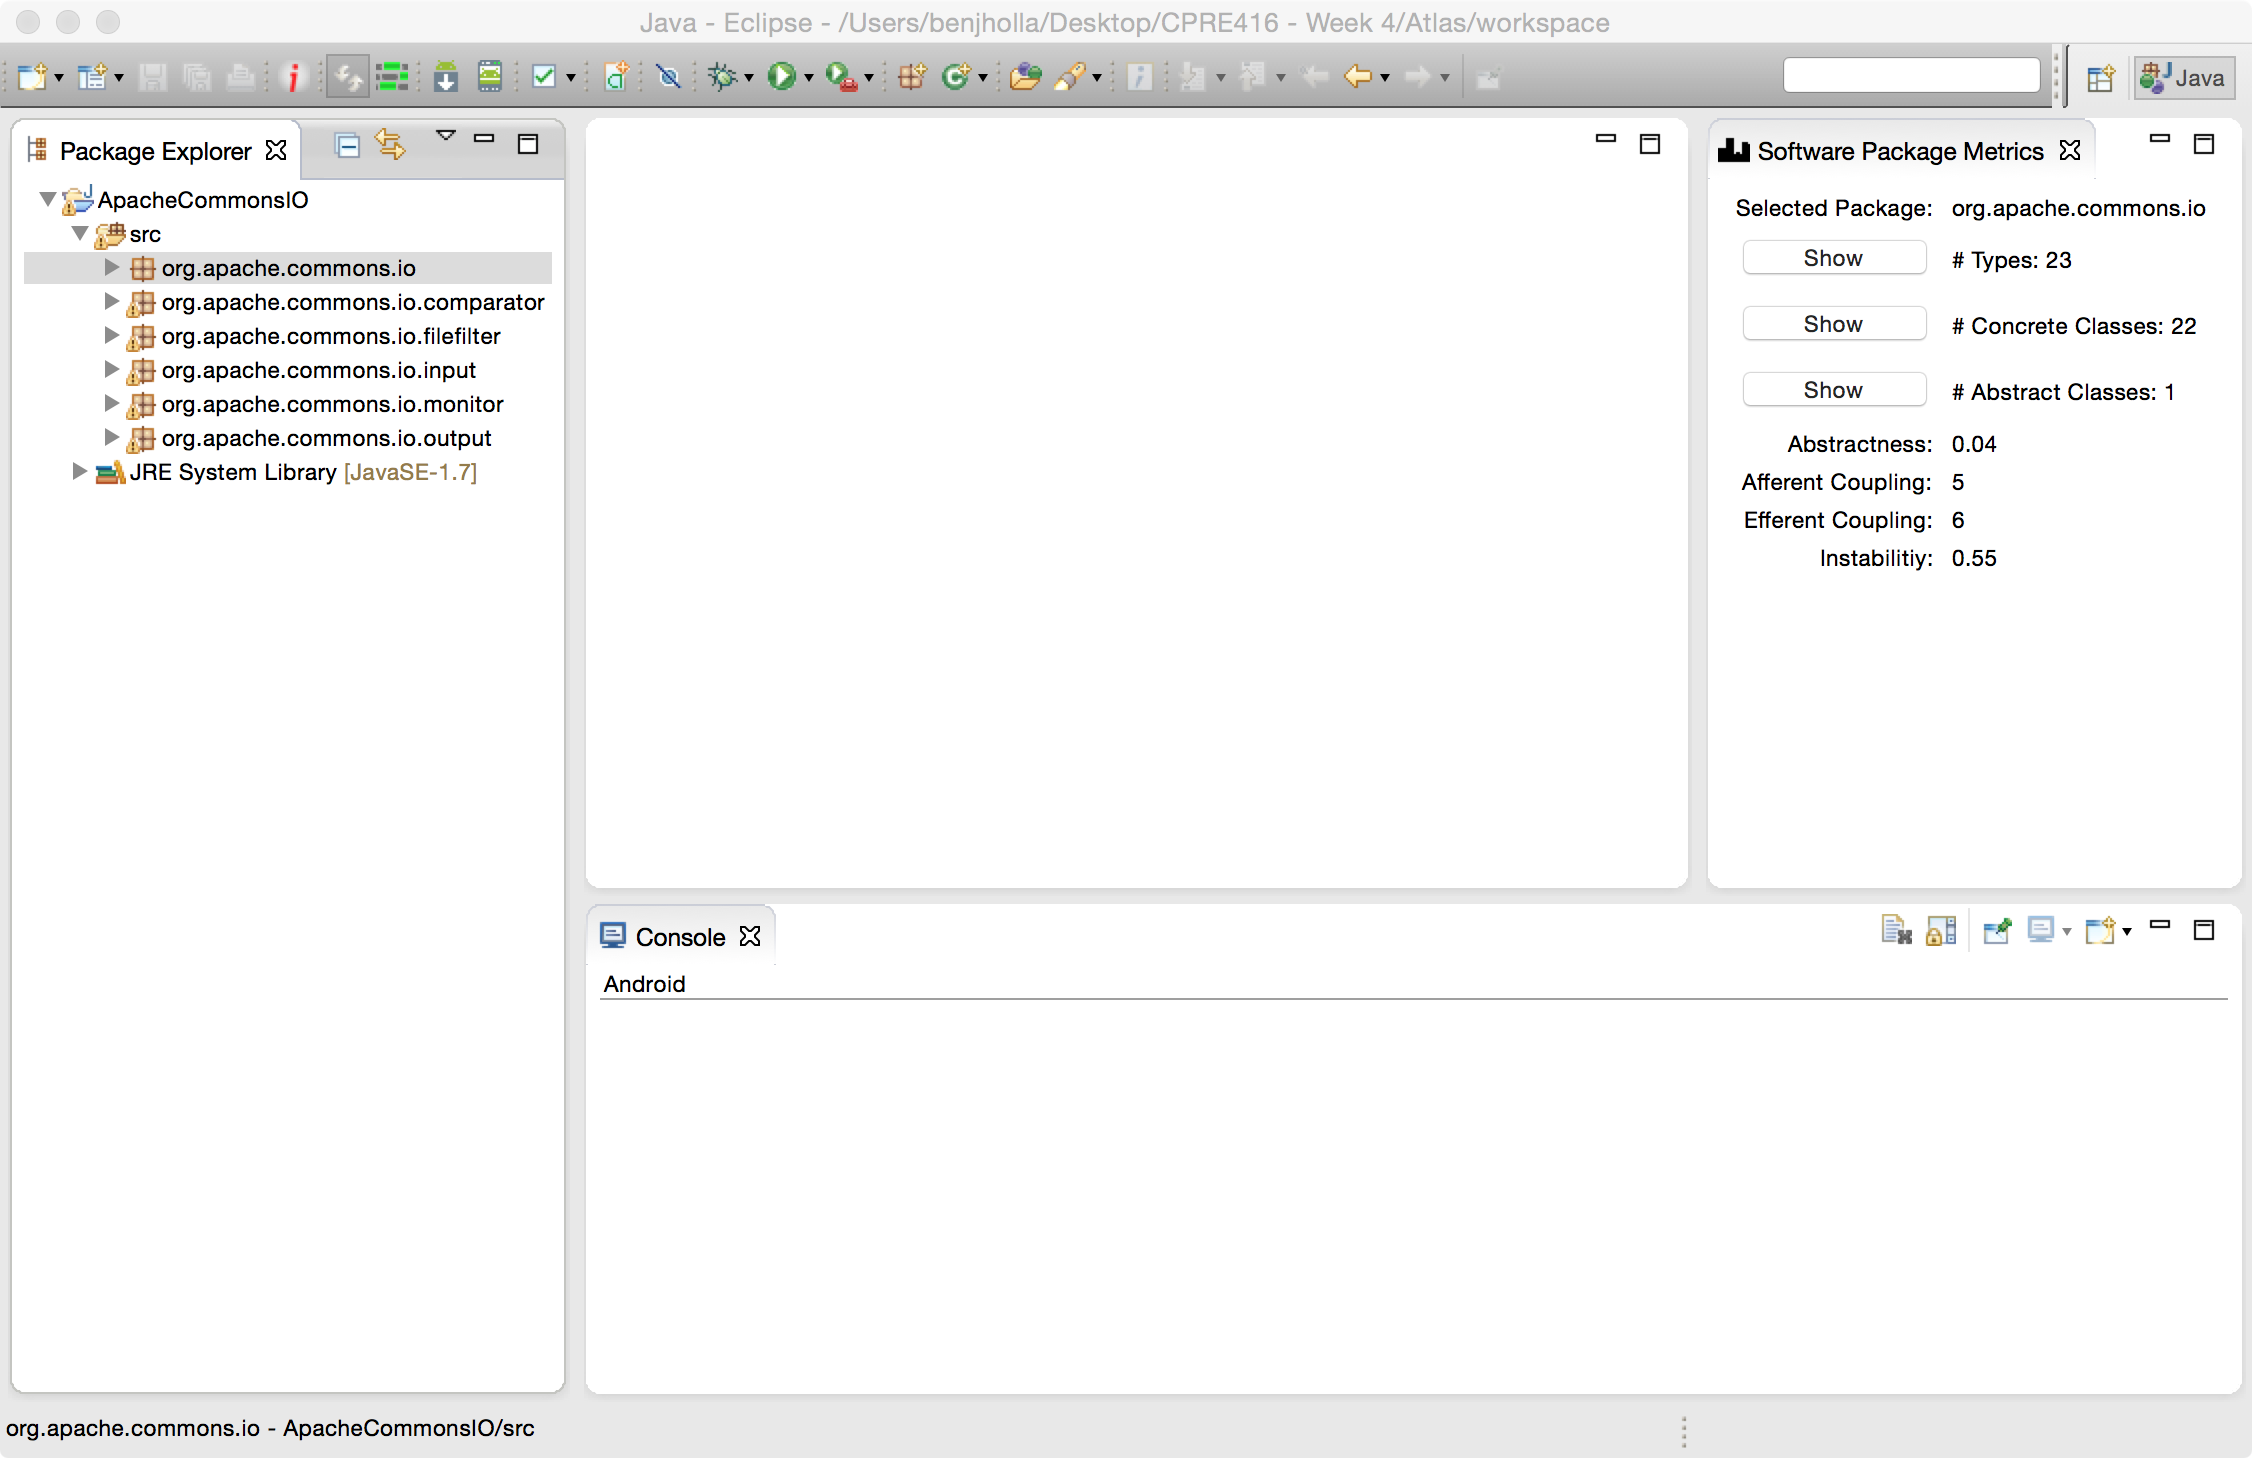 Java - Eclipse - /Users/benjholla/Desktop/CPRE416 - Week 4/Atlas/workspace
Java
Package Explorer
ApacheCommonsIO
src
org.apache.commons.io
org.apache.commons.io.comparator
org.apache.commons.io.filefilter
org.apache.commons.io.input
org.apache.commons.io.monitor
org.apache.commons.io.output
JRE System Library [JavaSE-1.7]
Software Package Metrics
Selected Package: org.apache.commons.io
Show # Types: 23
Show # Concrete Classes: 22
Show # Abstract Classes: 1
Abstractness: 0.04
Afferent Coupling: 5
Efferent Coupling: 6
Instabilitiy: 0.55
Console
Android
org.apache.commons.io - ApacheCommonsIO/src